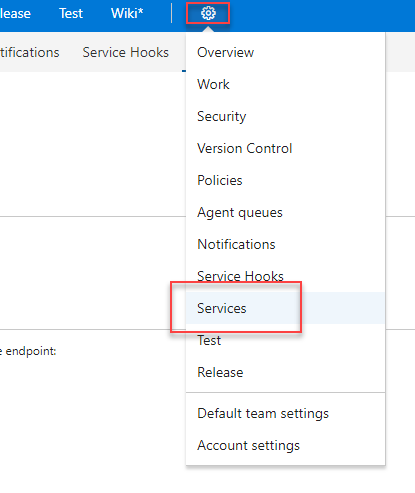 lease Test Wiki*
tifications Service Hooks
Overview
Work
Security
Version Control
Policies
Agent queues
Notifications
Service Hooks
Services
Test
e endpoint:
Release
Default team settings
Account settings